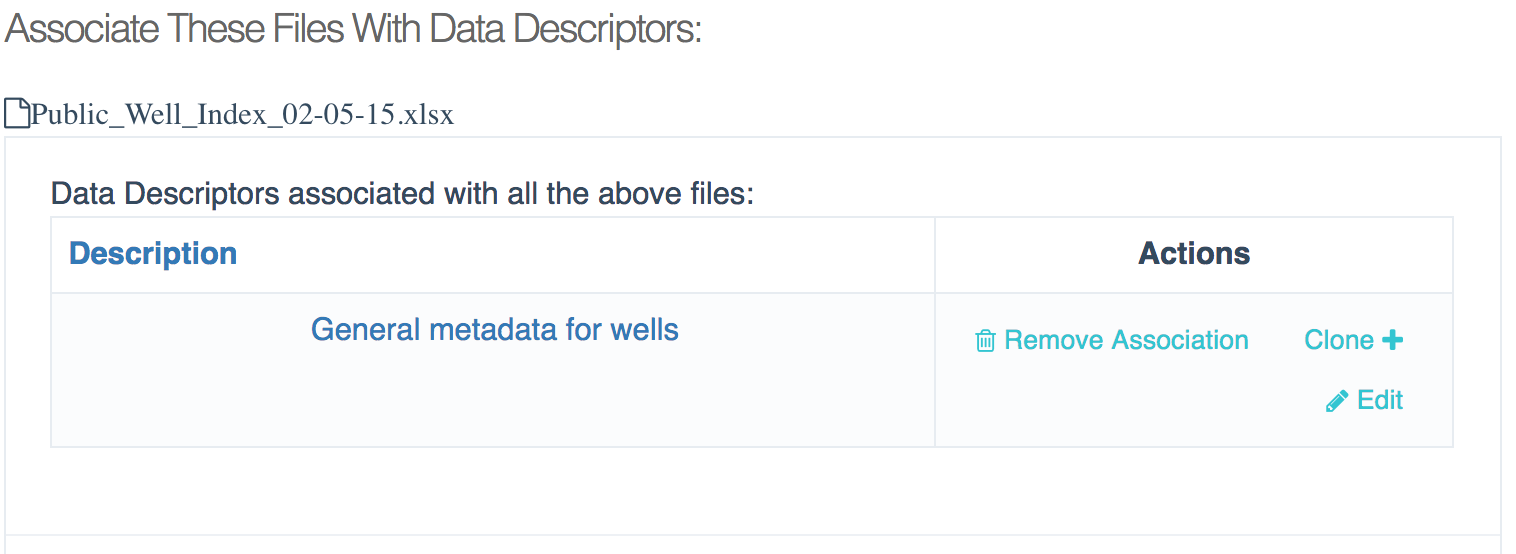 Associate These Files With Data Descriptors:
Public_Well_Index_02-05-15.xlsx
Data Descriptors associated with all the above files:
Description Actions
General metadata for wells Remove Association Clone
Edit